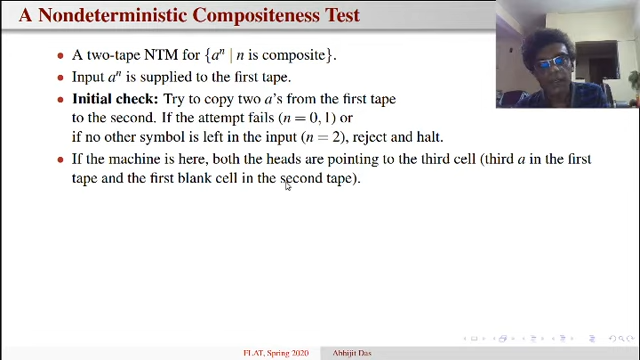 A Nondeterministic Compositeness Test
• A two-tape NTM for {aⁿ | n is composite}.
• Input aⁿ is supplied to the first tape.
• Initial check: Try to copy two a's from the first tape
to the second. If the attempt fails (n = 0, 1) or
if no other symbol is left in the input (n = 2), reject and halt.
• If the machine is here, both the heads are pointing to the third cell (third a in the first
tape and the first blank cell in the second tape).
FLAT, Spring 2020 Abhijit Das